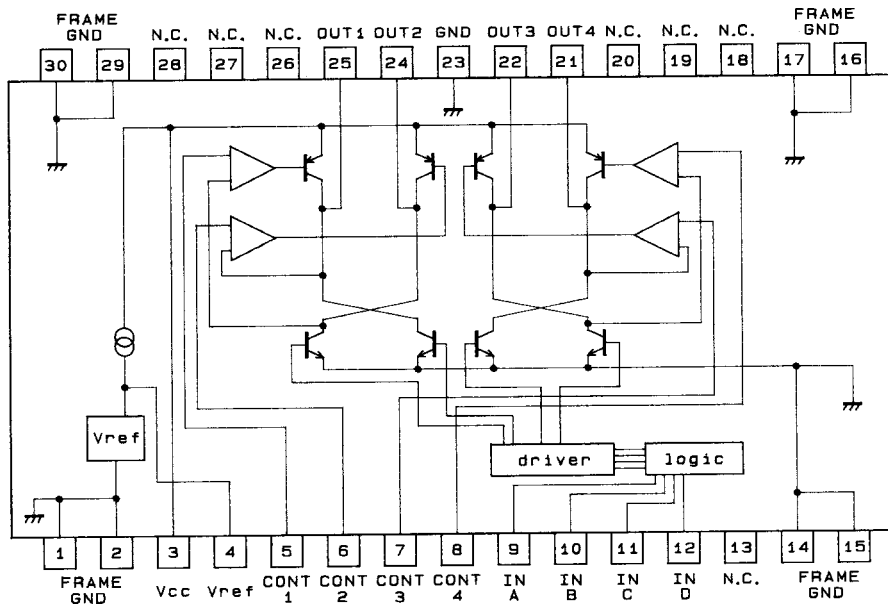 FRAME GND N.C. N.C. N.C. OUT1 OUT2 GND OUT3 OUT4 N.C. N.C. N.C. FRAME GND
30 29 28 27 26 25 24 23 22 21 20 19 18 17 16
Vref
driver logic
1 2 3 4 5 6 7 8 9 10 11 12 13 14 15
FRAME GND Vcc Vref CONT 1 CONT 2 CONT 3 CONT 4 IN A IN B IN C IN D N.C. FRAME GND